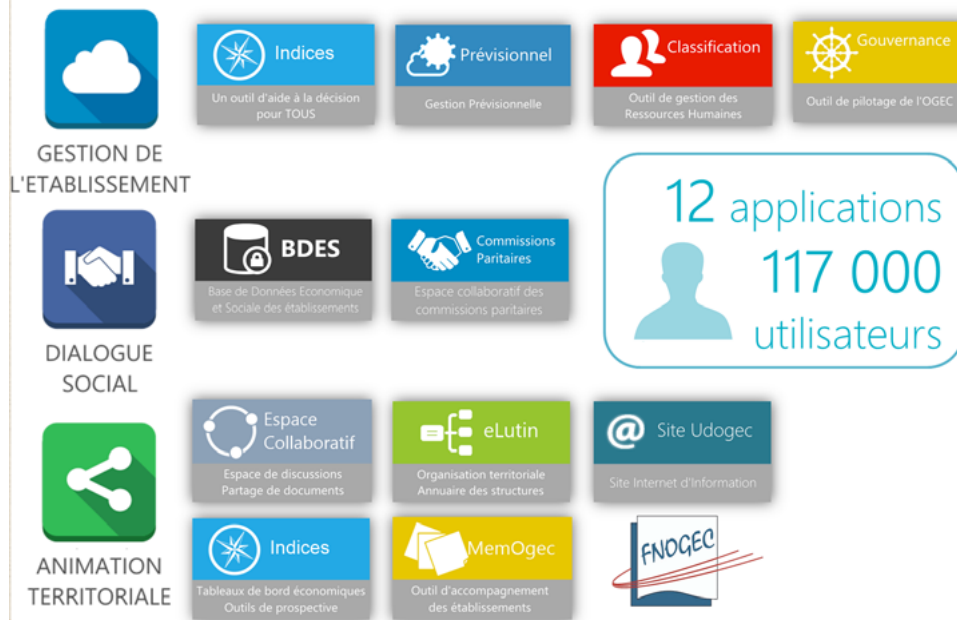 Indices
Un outil d'aide à la décision
pour TOUS
Prévisionnel
Gestion Prévisionnelle
Classification
Outil de gestion des
Ressources Humaines
Gouvernance
Outil de pilotage de l'OGEC
GESTION DE
L'ETABLISSEMENT
12 applications
117 000
utilisateurs
BDES
Base de Données Economique
et Sociale des établissements
Commissions
Paritaires
Espace collaboratif des
commissions paritaires
DIALOGUE
SOCIAL
Espace
Collaboratif
Espace de discussions
Partage de documents
eLutin
Organisation territoriale
Annuaire des structures
@ Site Udogec
Site Internet d'Information
Indices
Tableaux de bord économiques
Outils de prospective
MemOgec
Outil d'accompagnement
des établissements
FNOGEC
ANIMATION
TERRITORIALE